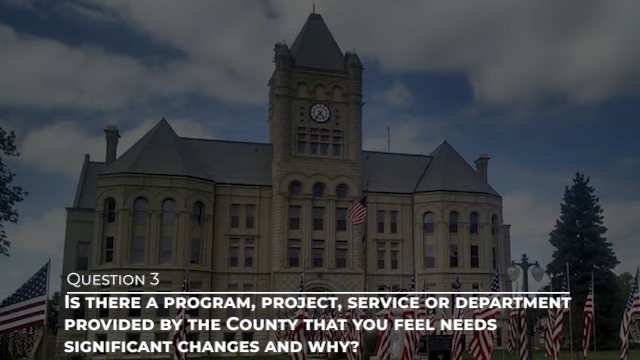 Question 3
Is there a program, project, service or department
provided by the County that you feel needs
significant changes and why?